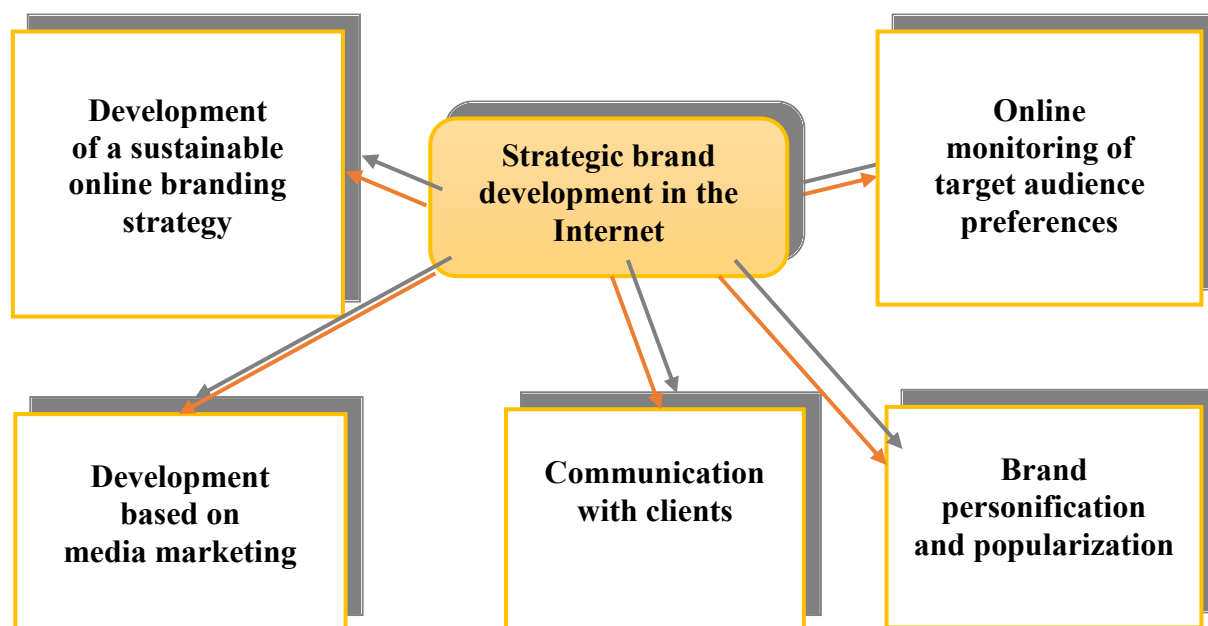 Development
of a sustainable
online branding
strategy
Strategic brand
development in the
Internet
Online
monitoring of
target audience
preferences
Development
based on
media marketing
Communication
with clients
Brand
personification
and popularization